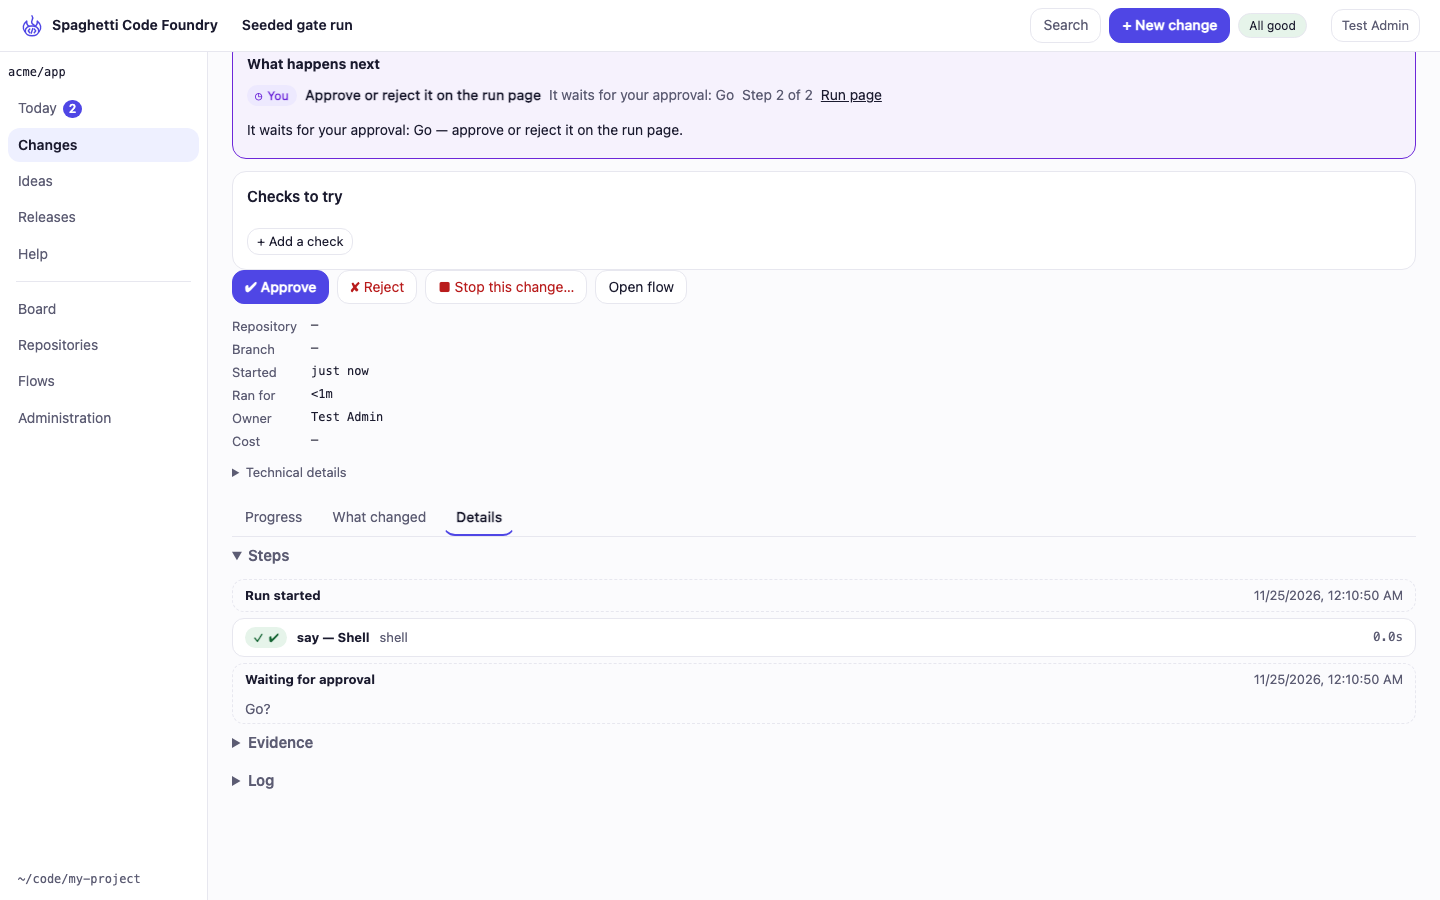 Spaghetti Code Foundry
Seeded gate run
Search
+ New change
All good
Test Admin
acme/app
Today 2
Changes
Ideas
Releases
Help
Board
Repositories
Flows
Administration
~/code/my-project
What happens next
You Approve or reject it on the run page It waits for your approval: Go Step 2 of 2 Run page
It waits for your approval: Go — approve or reject it on the run page.
Checks to try
+ Add a check
✔ Approve
✘ Reject
Stop this change...
Open flow
Repository —
Branch —
Started just now
Ran for <1m
Owner Test Admin
Cost —
Technical details
Progress
What changed
Details
Steps
Run started 11/25/2026, 12:10:50 AM
✓ ✔ say — Shell shell 0.0s
Waiting for approval 11/25/2026, 12:10:50 AM
Go?
Evidence
Log